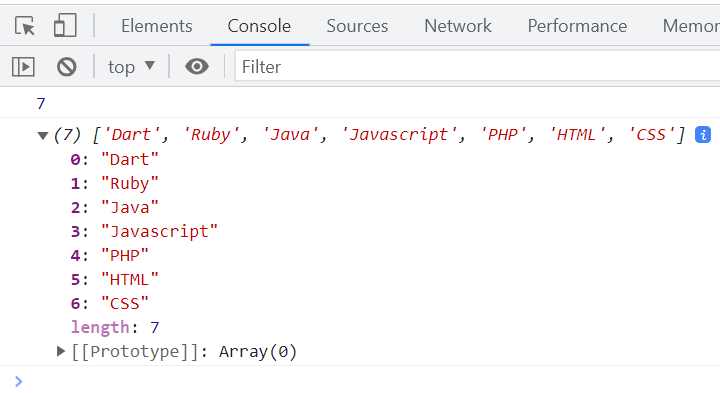 Elements Console Sources Network Performance Memor
top Filter
7
(7) ['Dart', 'Ruby', 'Java', 'Javascript', 'PHP', 'HTML', 'CSS'] i
0: "Dart"
1: "Ruby"
2: "Java"
3: "Javascript"
4: "PHP"
5: "HTML"
6: "CSS"
length: 7
[[Prototype]]: Array(0)